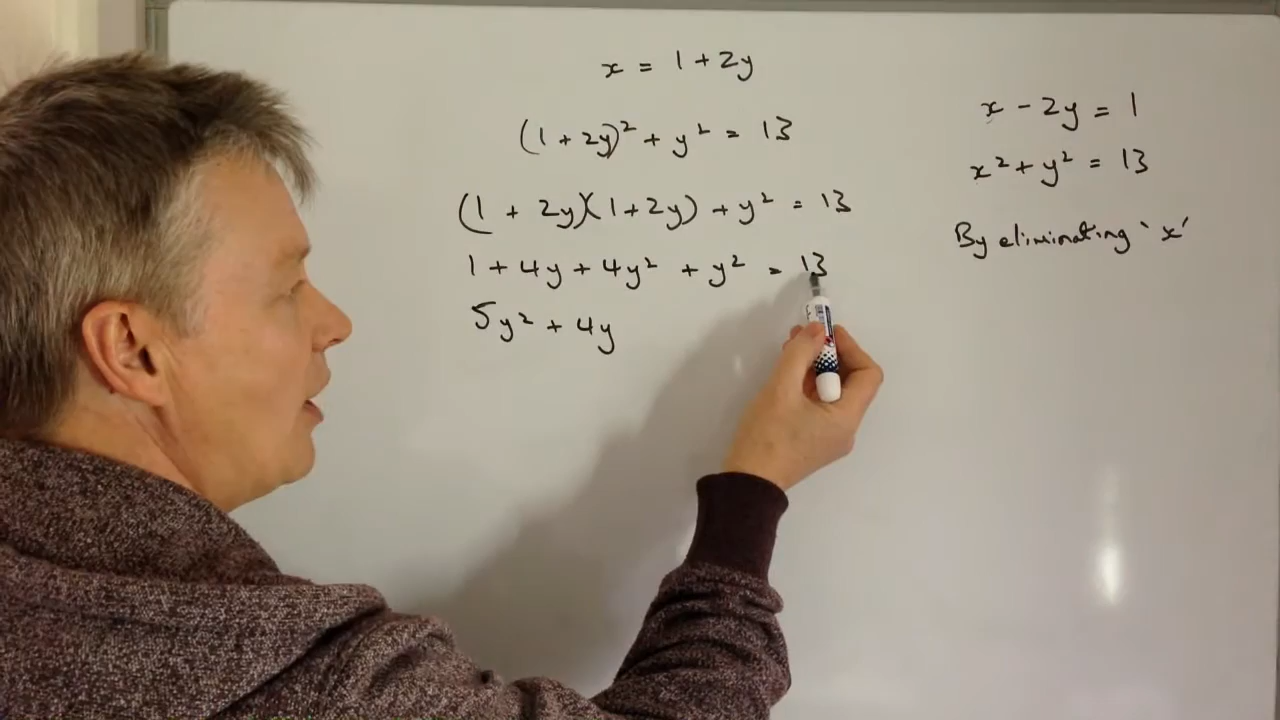 x = 1 + 2y
(1 + 2y)² + y² = 13
(1 + 2y)(1 + 2y) + y² = 13
1 + 4y + 4y² + y² = 13
5y² + 4y
x - 2y = 1
x² + y² = 13
By eliminating 'x'